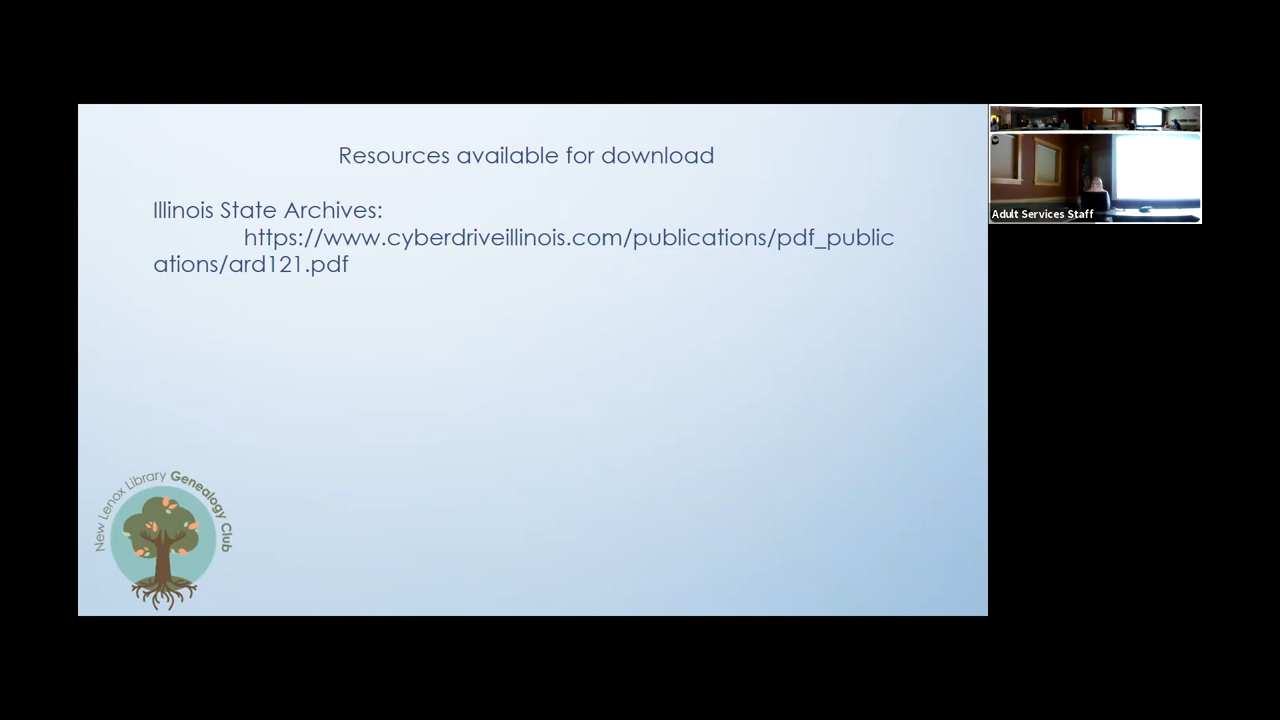 Resources available for download
Illinois State Archives:
https://www.cyberdriveillinois.com/publications/pdf_public
ations/ard121.pdf
New Lenox Library Genealogy Club
Adult Services Staff